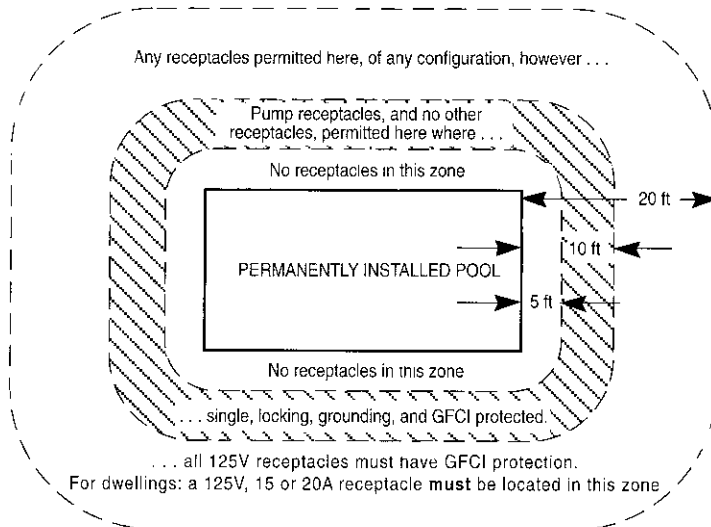 Any receptacles permitted here, of any configuration, however . . .
Pump receptacles, and no other
receptacles, permitted here where . . .
No receptacles in this zone
20 ft
10 ft
PERMANENTLY INSTALLED POOL
5 ft
No receptacles in this zone
. . . single, locking, grounding, and GFCI protected.
. . . all 125V receptacles must have GFCI protection.
For dwellings: a 125V, 15 or 20A receptacle must be located in this zone